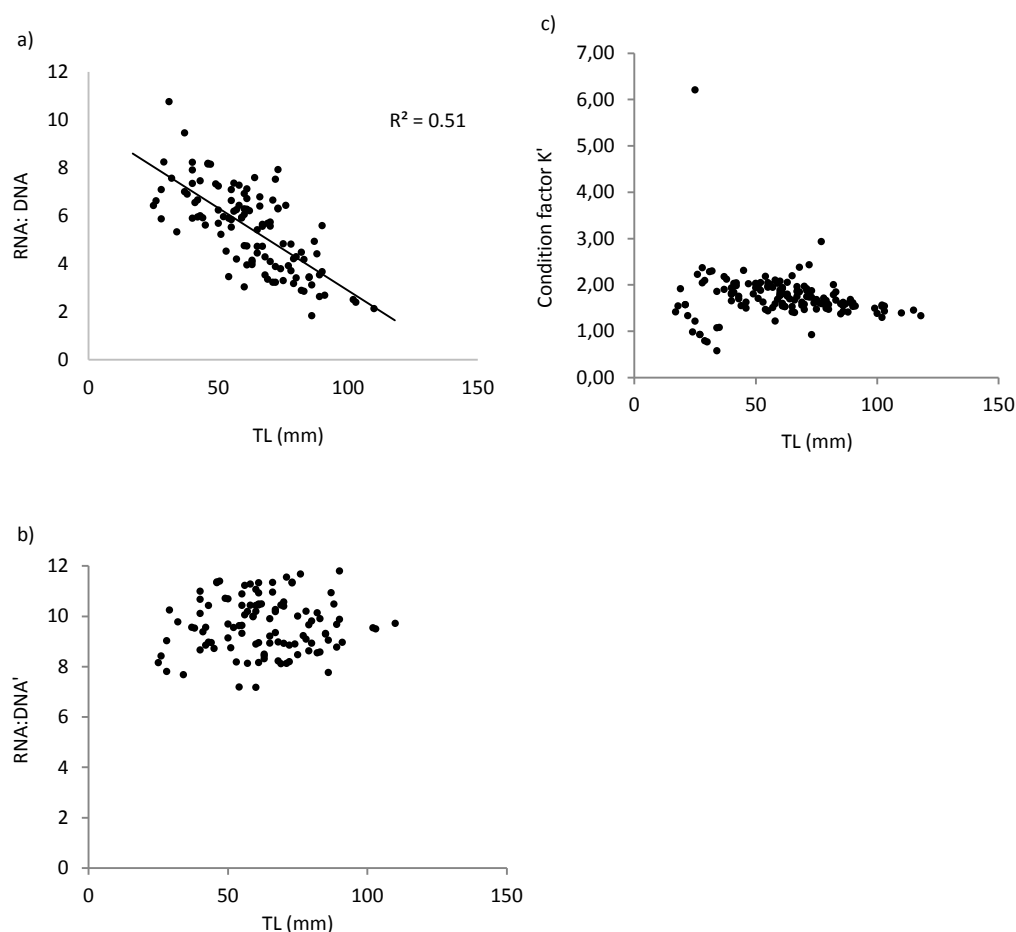 a)
12
10
8
6
4
2
0
RNA: DNA
R² = 0.51
0 50 100 150
TL (mm)
c)
7,00
6,00
5,00
4,00
3,00
2,00
1,00
0,00
Condition factor K'
0 50 100 150
TL (mm)
b)
12
10
8
6
4
2
0
RNA:DNA'
0 50 100 150
TL (mm)